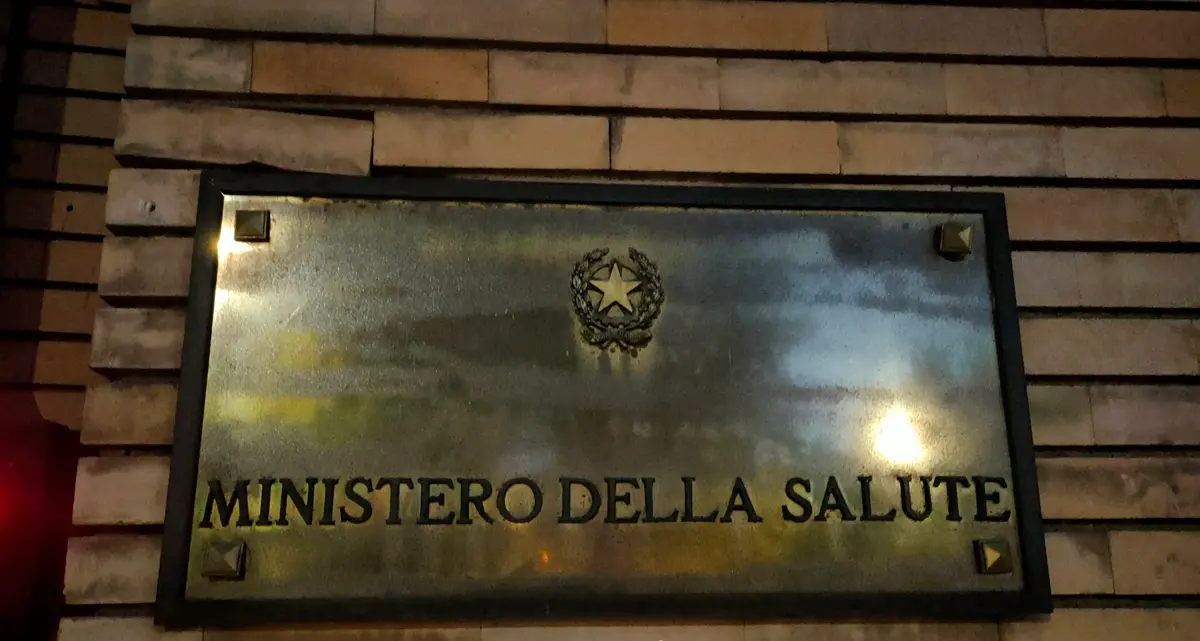 MINISTERO DELLA SALUTE